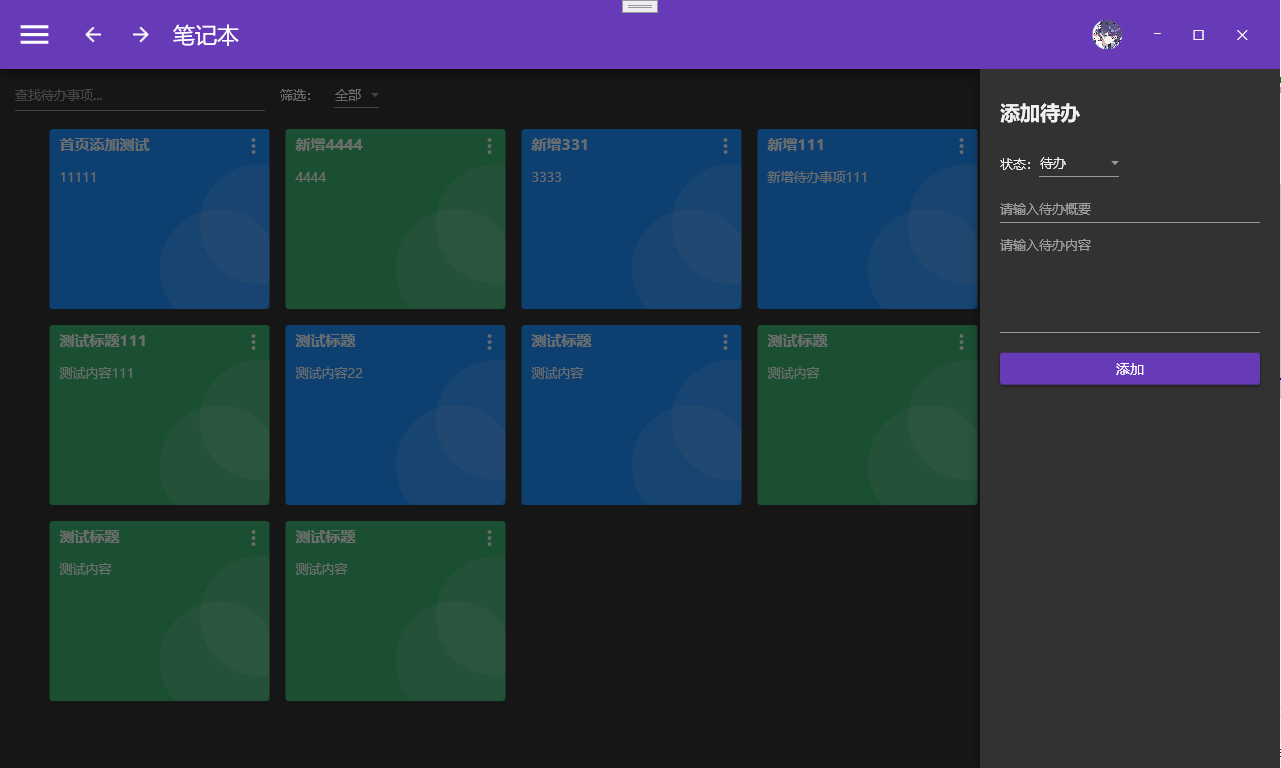 笔记本
查找待办事项...
筛选: 全部
首页添加测试
11111
新增4444
4444
新增331
3333
新增111
新增待办事项111
测试标题111
测试内容111
测试标题
测试内容22
测试标题
测试内容
测试标题
测试内容
测试标题
测试内容
测试标题
测试内容
添加待办
状态: 待办
请输入待办概要
请输入待办内容
添加